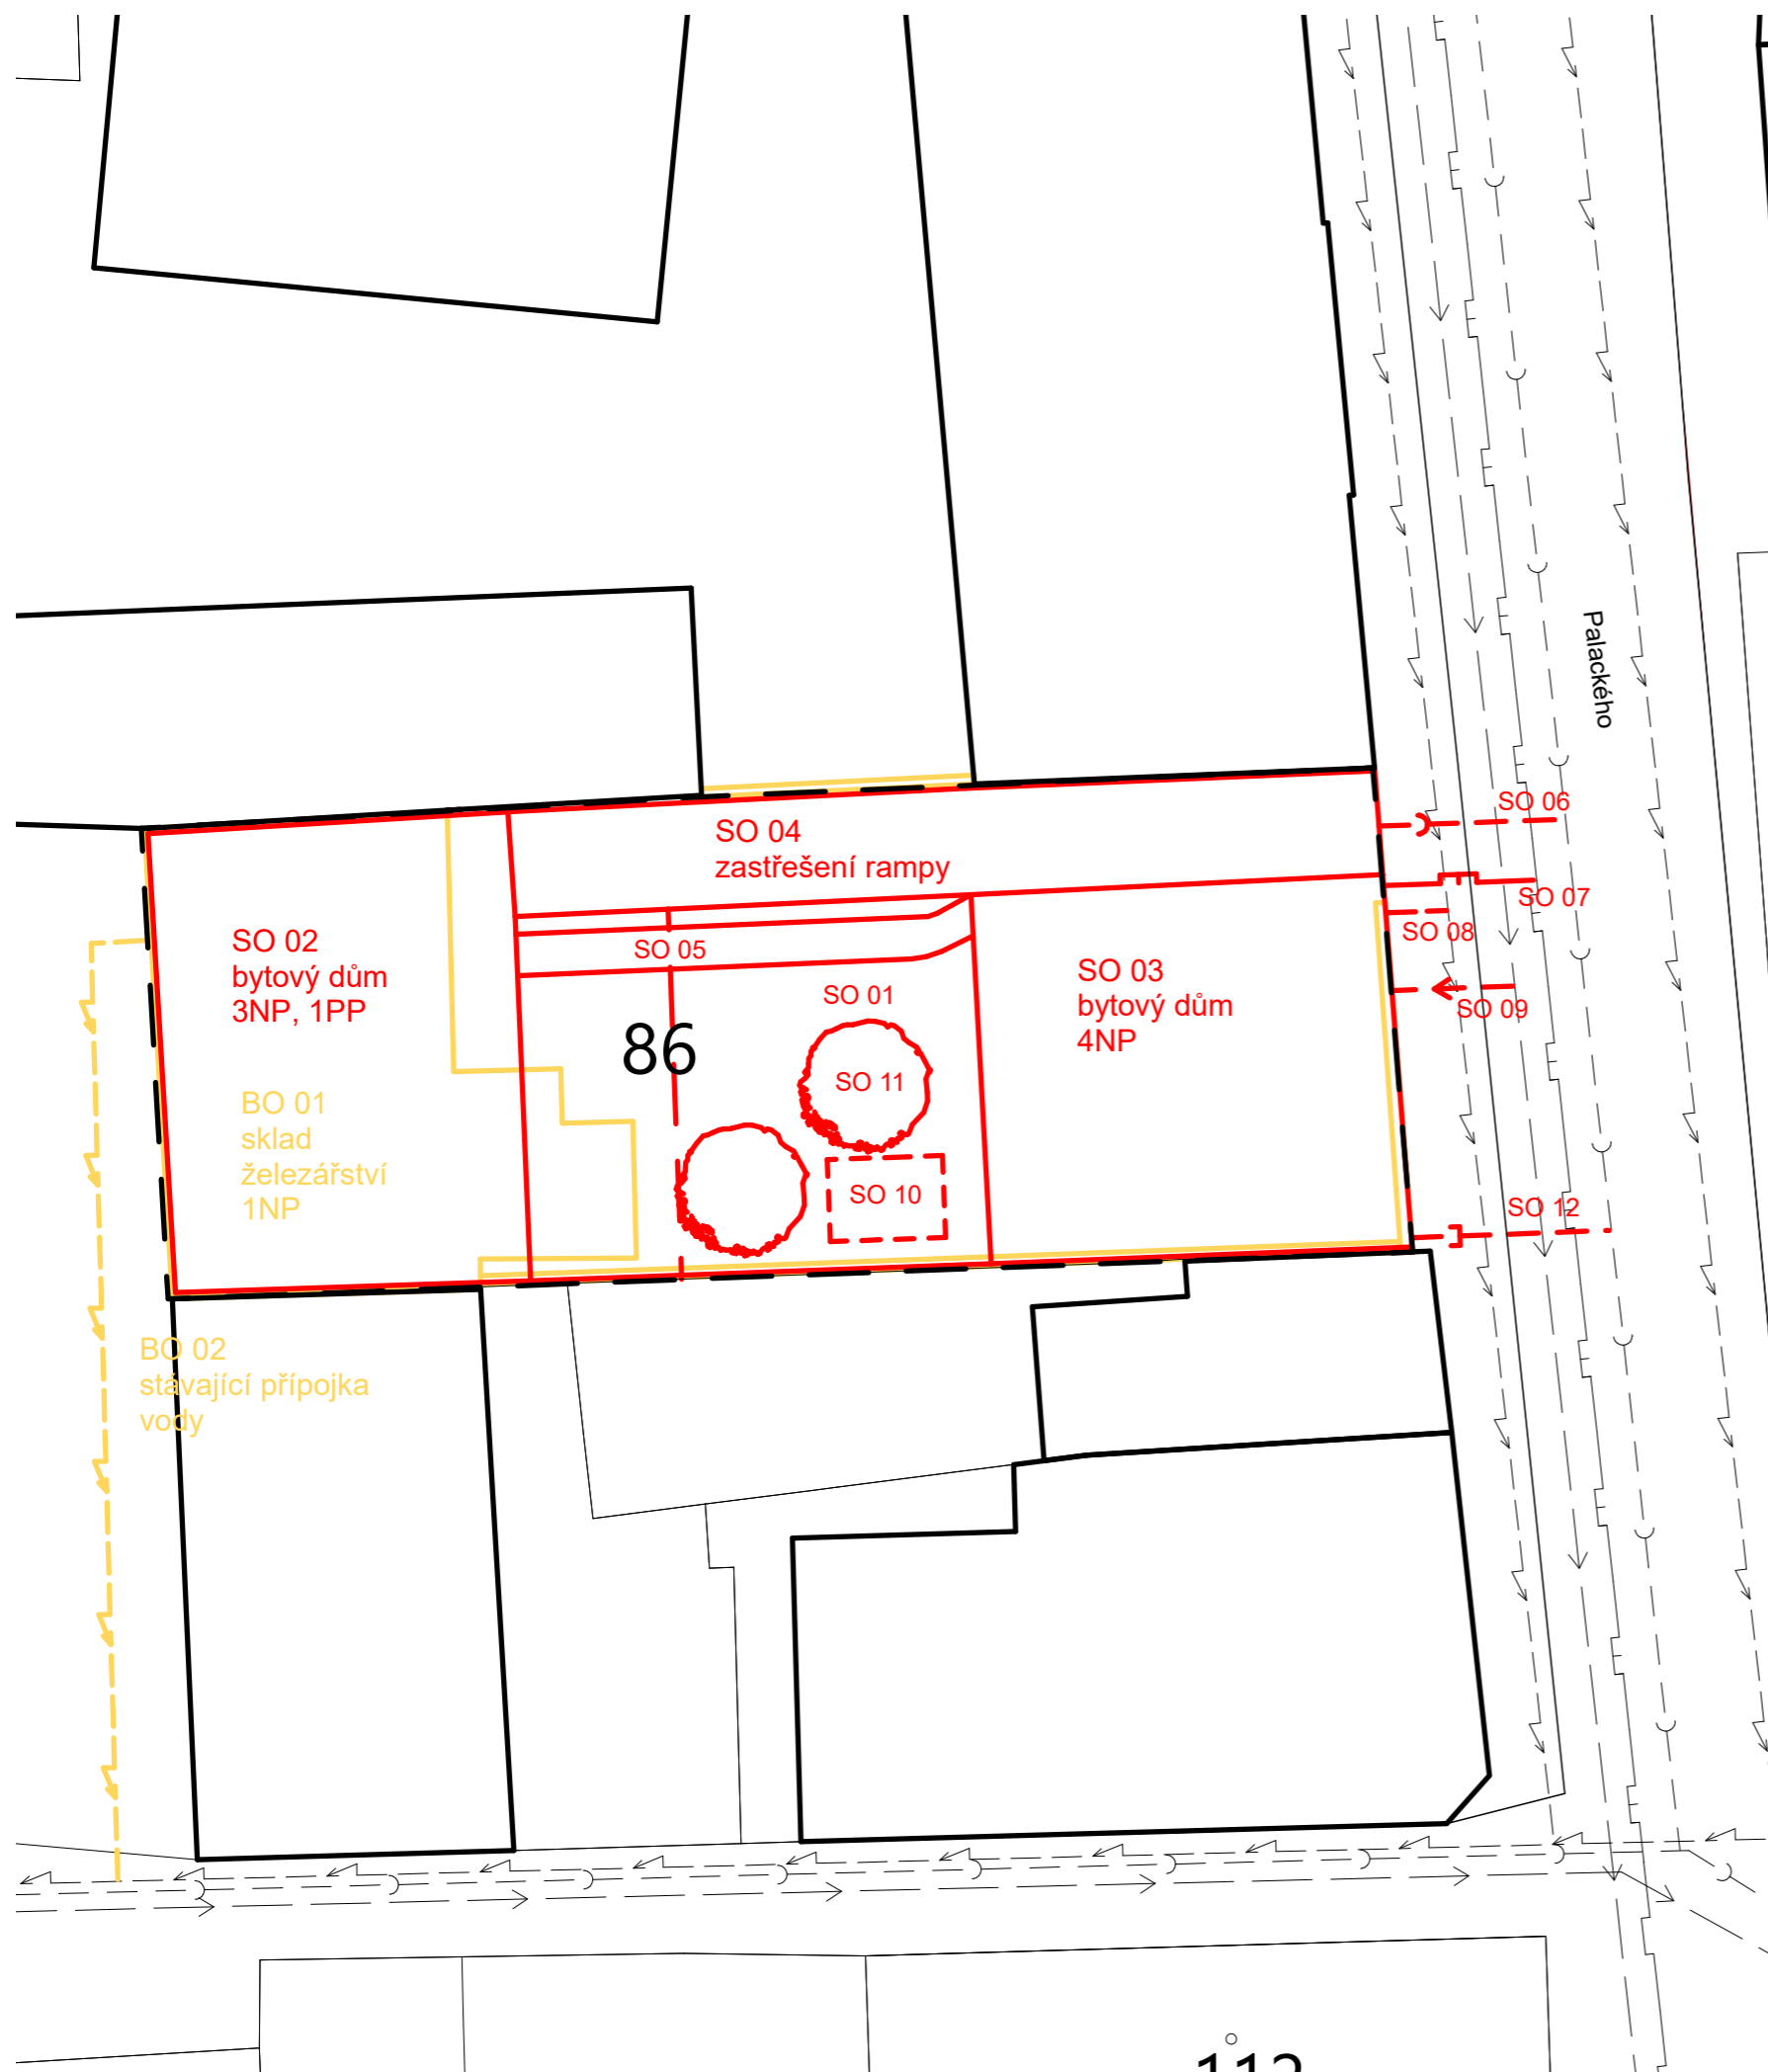 Palackého
SO 06
SO 04
zastřešení rampy
SO 07
SO 08
SO 02
bytový dům
3NP, 1PP
SO 05
SO 03
bytový dům
4NP
SO 01
SO 09
86
SO 11
BO 01
sklad
železářství
1NP
SO 10
SO 12
BO 02
stávající přípojka
vody